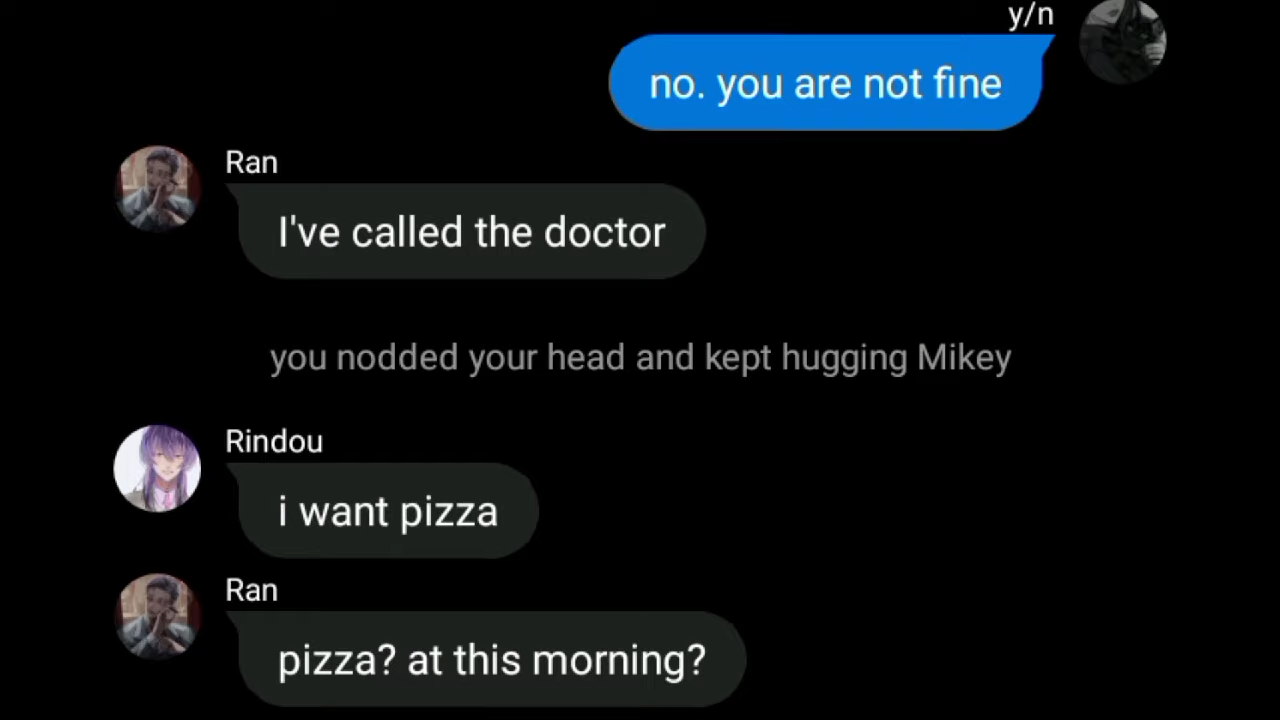 y/n
no. you are not fine
Ran
I've called the doctor
you nodded your head and kept hugging Mikey
Rindou
i want pizza
Ran
pizza? at this morning?